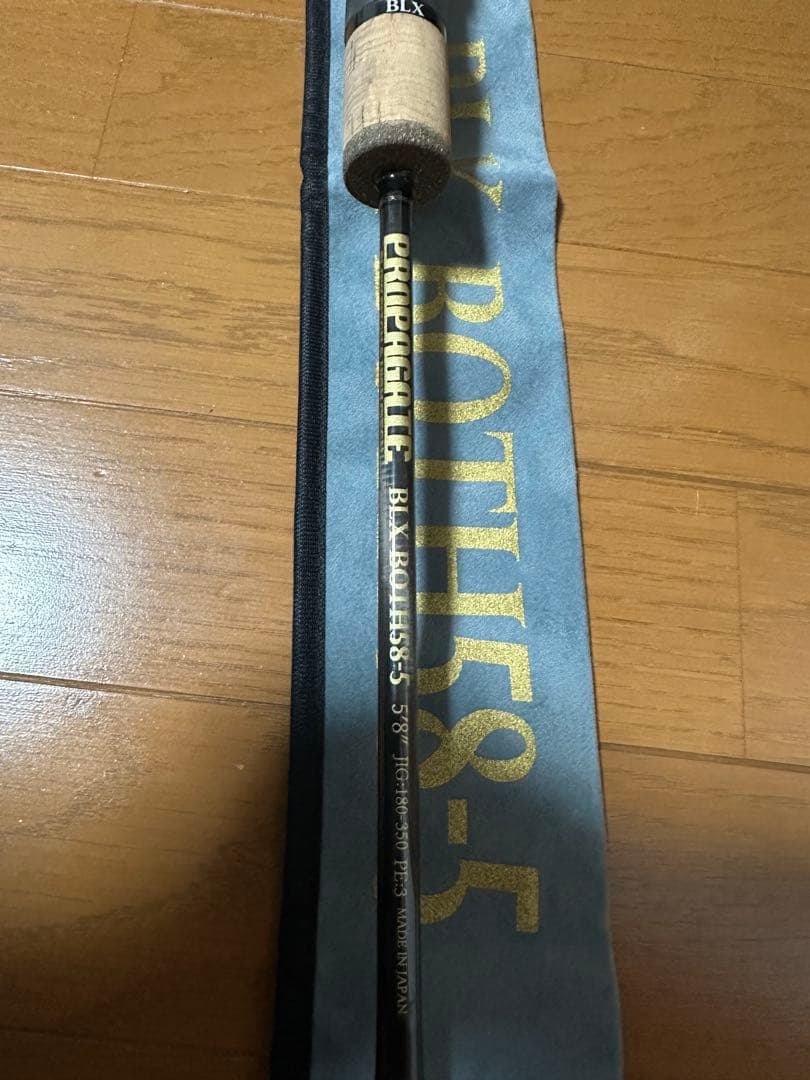 BLX
PROPAGATE BLX BOTH58-5 5'8" JIG:180-350 PE:3 MADE IN JAPAN
BLX BOTH58-5